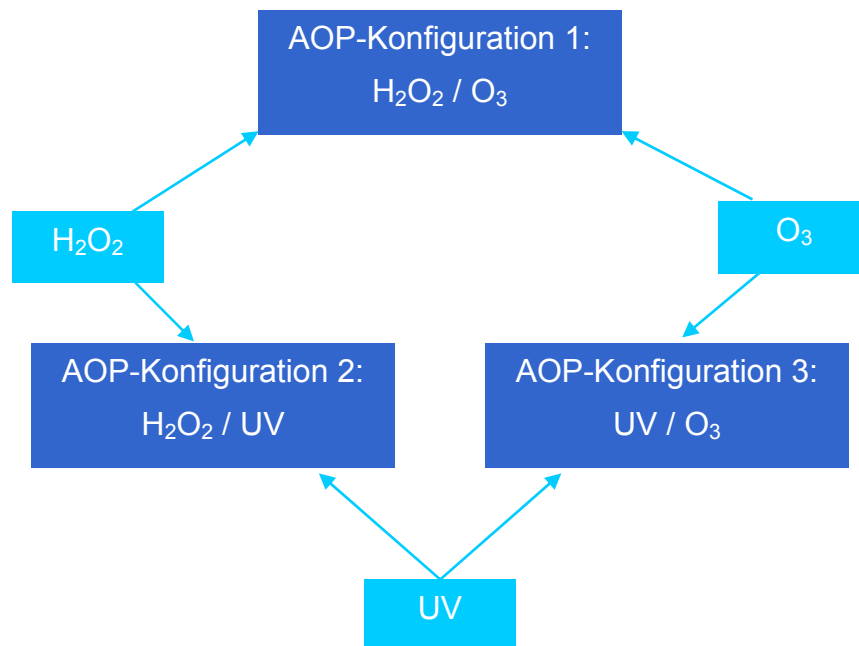 AOP-Konfiguration 1:
H₂O₂ / O₃
H₂O₂
O₃
AOP-Konfiguration 2:
H₂O₂ / UV
AOP-Konfiguration 3:
UV / O₃
UV